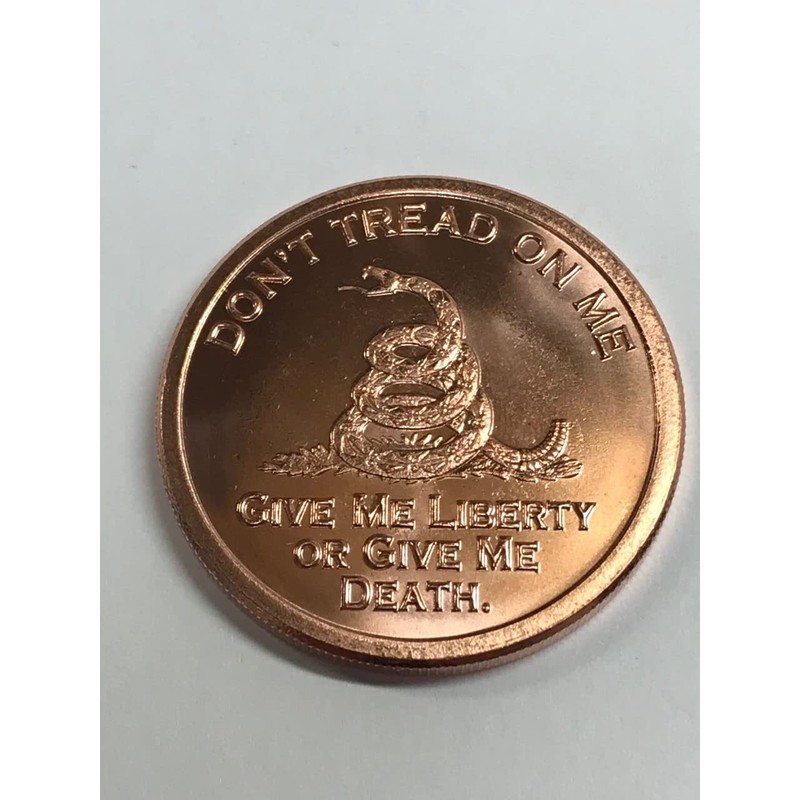 DON'T TREAD ON ME
GIVE ME LIBERTY
OR GIVE ME
DEATH.